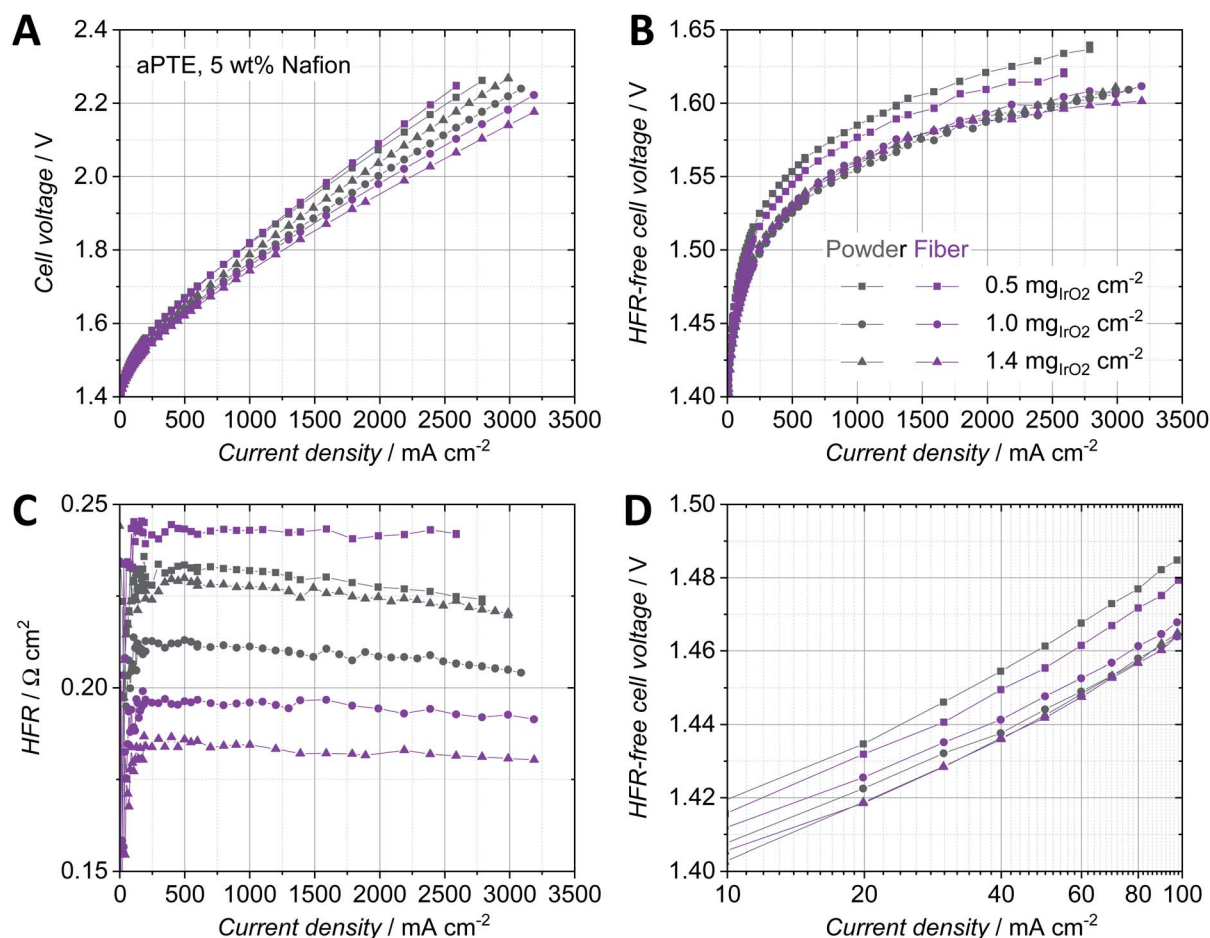 A
aPTE, 5 wt% Nafion
Cell voltage / V
2.4
2.2
2.0
1.8
1.6
1.4
0 500 1000 1500 2000 2500 3000 3500
Current density / mA cm⁻²
B
HFR-free cell voltage / V
1.65
1.60
1.55
1.50
1.45
1.40
Powder Fiber
0.5 mg_IrO2 cm⁻²
1.0 mg_IrO2 cm⁻²
1.4 mg_IrO2 cm⁻²
0 500 1000 1500 2000 2500 3000 3500
Current density / mA cm⁻²
C
HFR / Ω cm²
0.25
0.20
0.15
0 500 1000 1500 2000 2500 3000 3500
Current density / mA cm⁻²
D
HFR-free cell voltage / V
1.50
1.48
1.46
1.44
1.42
1.40
10 20 40 60 80 100
Current density / mA cm⁻²